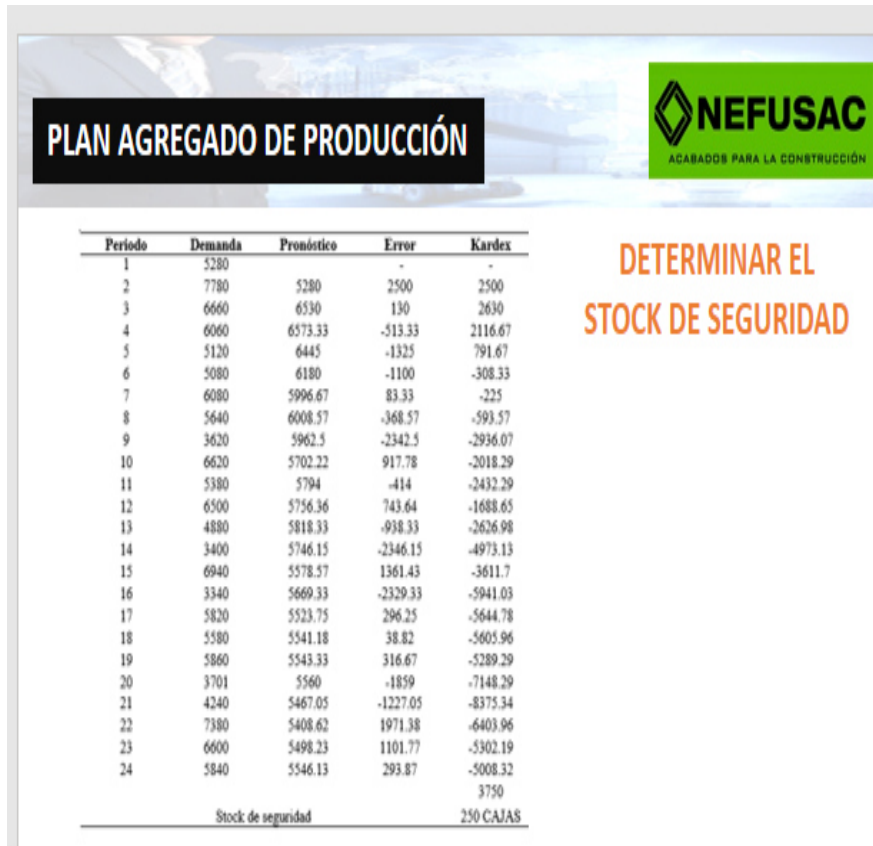 PLAN AGREGADO DE PRODUCCIÓN
NEFUSAC
ACABADOS PARA LA CONSTRUCCIÓN
DETERMINAR EL
STOCK DE SEGURIDAD
Periodo Demanda Pronóstico Error Kardex
1 5280 - -
2 7780 5280 2500 2500
3 6660 6530 130 2630
4 6060 6573.33 -513.33 2116.67
5 5120 6445 -1325 791.67
6 5080 6180 -1100 -308.33
7 6080 5996.67 83.33 -225
8 5640 6008.57 -368.57 -593.57
9 3620 5962.5 -2342.5 -2936.07
10 6620 5702.22 917.78 -2018.29
11 5380 5794 -414 -2432.29
12 6500 5756.36 743.64 -1688.65
13 4880 5818.33 -938.33 -2626.98
14 3400 5746.15 -2346.15 -4973.13
15 6940 5578.57 1361.43 -3611.7
16 3340 5669.33 -2329.33 -5941.03
17 5820 5523.75 296.25 -5644.78
18 5580 5541.18 38.82 -5605.96
19 5860 5543.33 316.67 -5289.29
20 3701 5560 -1859 -7148.29
21 4240 5467.05 -1227.05 -8375.34
22 7380 5408.62 1971.38 -6403.96
23 6600 5498.23 1101.77 -5302.19
24 5840 5546.13 293.87 -5008.32
3750
Stock de seguridad 250 CAJAS